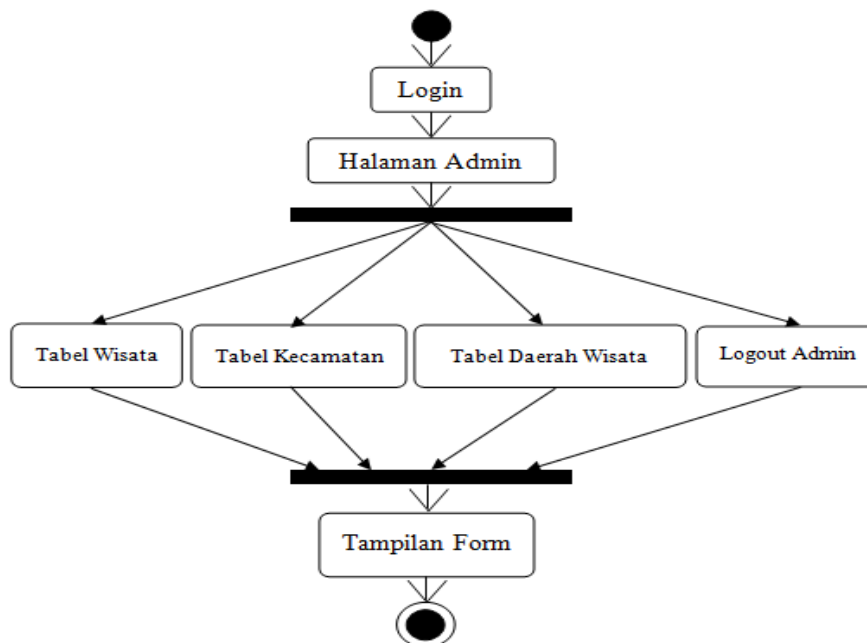 Login
Halaman Admin
Tabel Wisata
Tabel Kecamatan
Tabel Daerah Wisata
Logout Admin
Tampilan Form